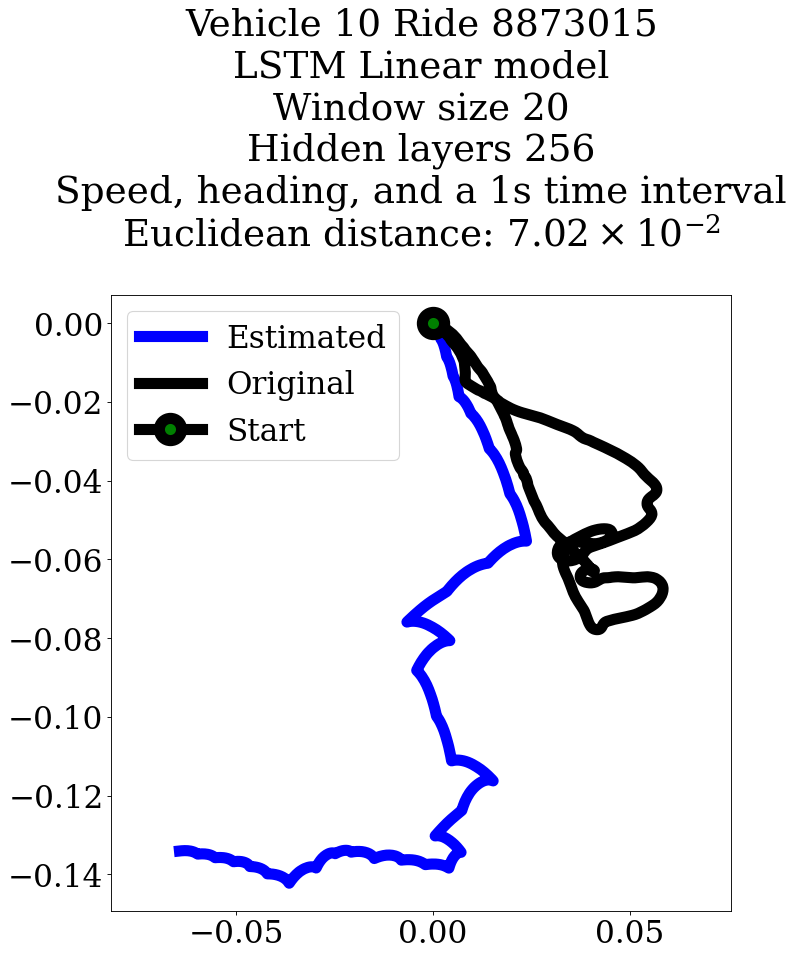 Vehicle 10 Ride 8873015
LSTM Linear model
Window size 20
Hidden layers 256
Speed, heading, and a 1s time interval
Euclidean distance: 7.02 × 10⁻²
Estimated
Original
Start
0.00
−0.02
−0.04
−0.06
−0.08
−0.10
−0.12
−0.14
−0.05 0.00 0.05